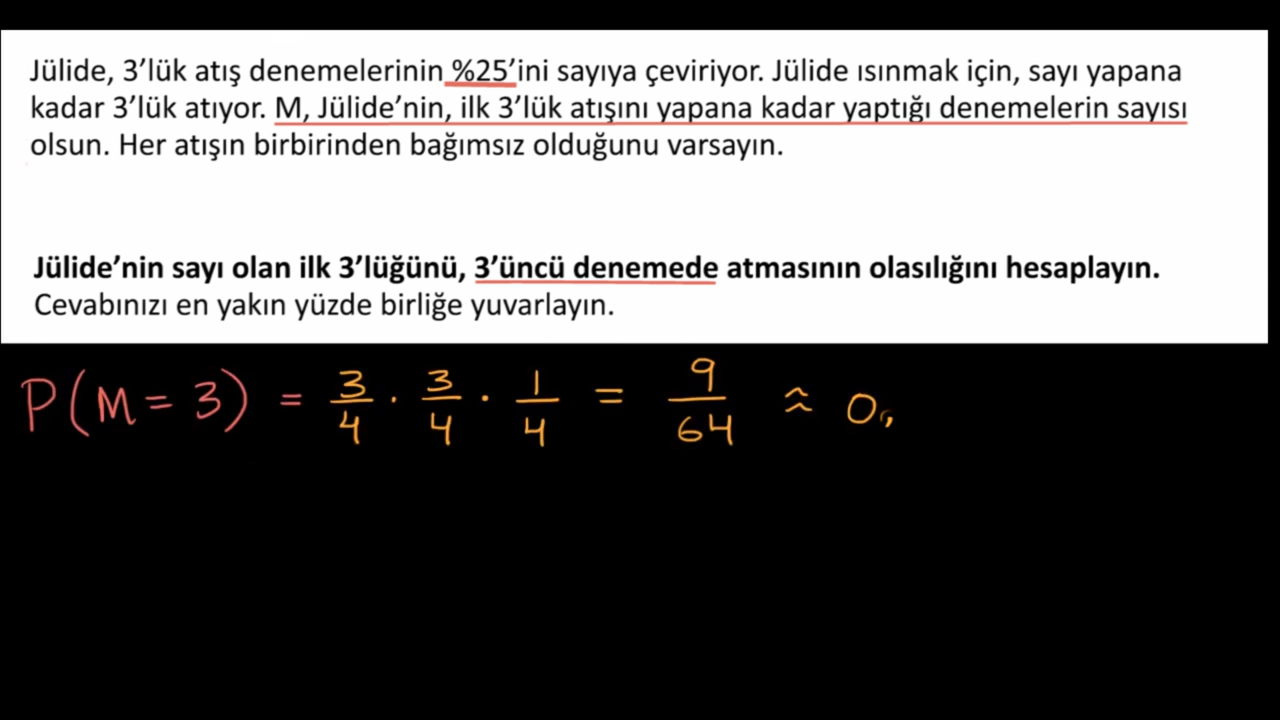 Jülide, 3’lük atış denemelerinin %25’ini sayıya çeviriyor. Jülide ısınmak için, sayı yapana
kadar 3’lük atıyor. M, Jülide’nin, ilk 3’lük atışını yapana kadar yaptığı denemelerin sayısı
olsun. Her atışın birbirinden bağımsız olduğunu varsayın.
Jülide’nin sayı olan ilk 3’lüğünü, 3’üncü denemede atmasının olasılığını hesaplayın.
Cevabınızı en yakın yüzde birliğe yuvarlayın.
P(M=3) = 3/4 · 3/4 · 1/4 = 9/64 ≈ 0,